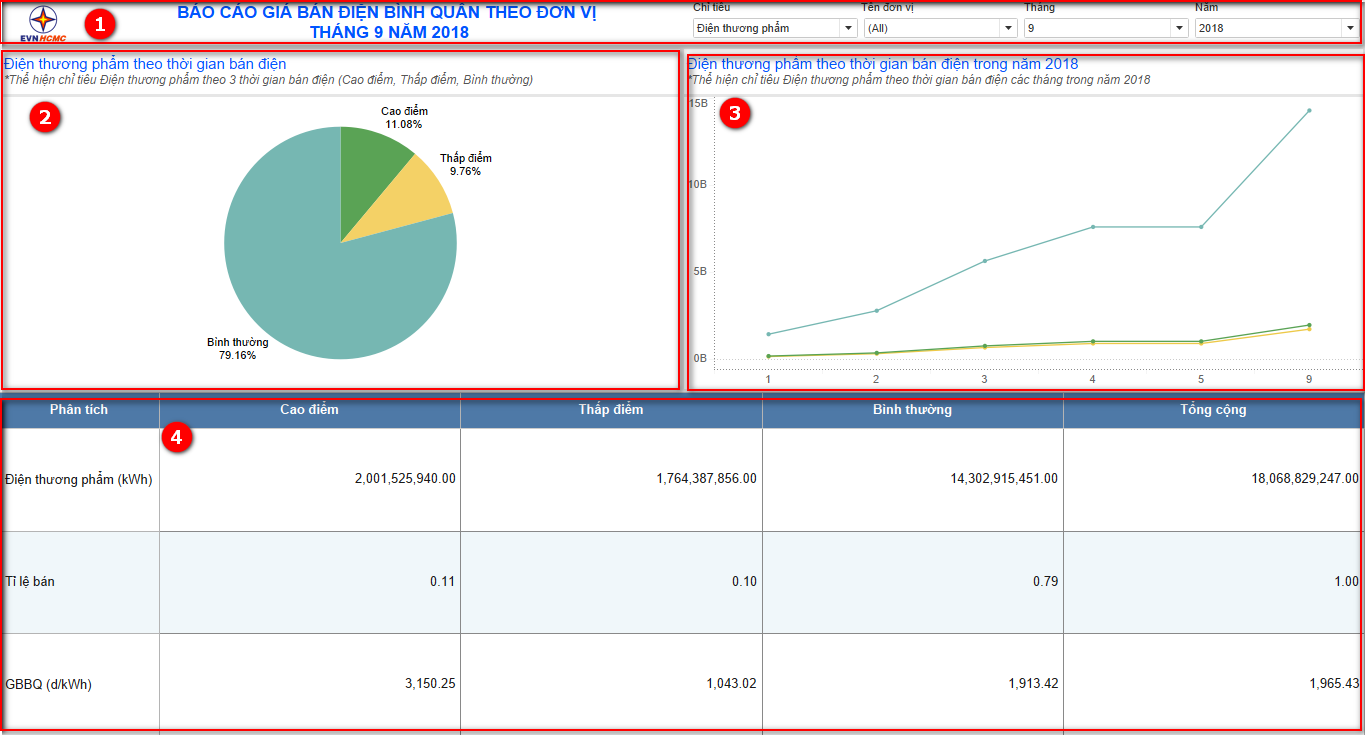 BÁO CÁO GIÁ BÁN ĐIỆN BÌNH QUÂN THEO ĐƠN VỊ
THÁNG 9 NĂM 2018
EVNHCMC
1
Chỉ tiêu
Tên đơn vị
Tháng
Năm
Điện thương phẩm
(All)
9
2018
Điện thương phẩm theo thời gian bán điện
*Thể hiện chỉ tiêu Điện thương phẩm theo 3 thời gian bán điện (Cao điểm, Thấp điểm, Bình thường)
2
Cao điểm
11.08%
Thấp điểm
9.76%
Bình thường
79.16%
Điện thương phẩm theo thời gian bán điện trong năm 2018
*Thể hiện chỉ tiêu Điện thương phẩm theo thời gian bán điện các tháng trong năm 2018
3
15B
10B
5B
0B
1 2 3 4 5 9
Phân tích Cao điểm Thấp điểm Bình thường Tổng cộng
4
Điện thương phẩm (kWh) 2,001,525,940.00 1,764,387,856.00 14,302,915,451.00 18,068,829,247.00
Tỉ lệ bán 0.11 0.10 0.79 1.00
GBBQ (d/kWh) 3,150.25 1,043.02 1,913.42 1,965.43